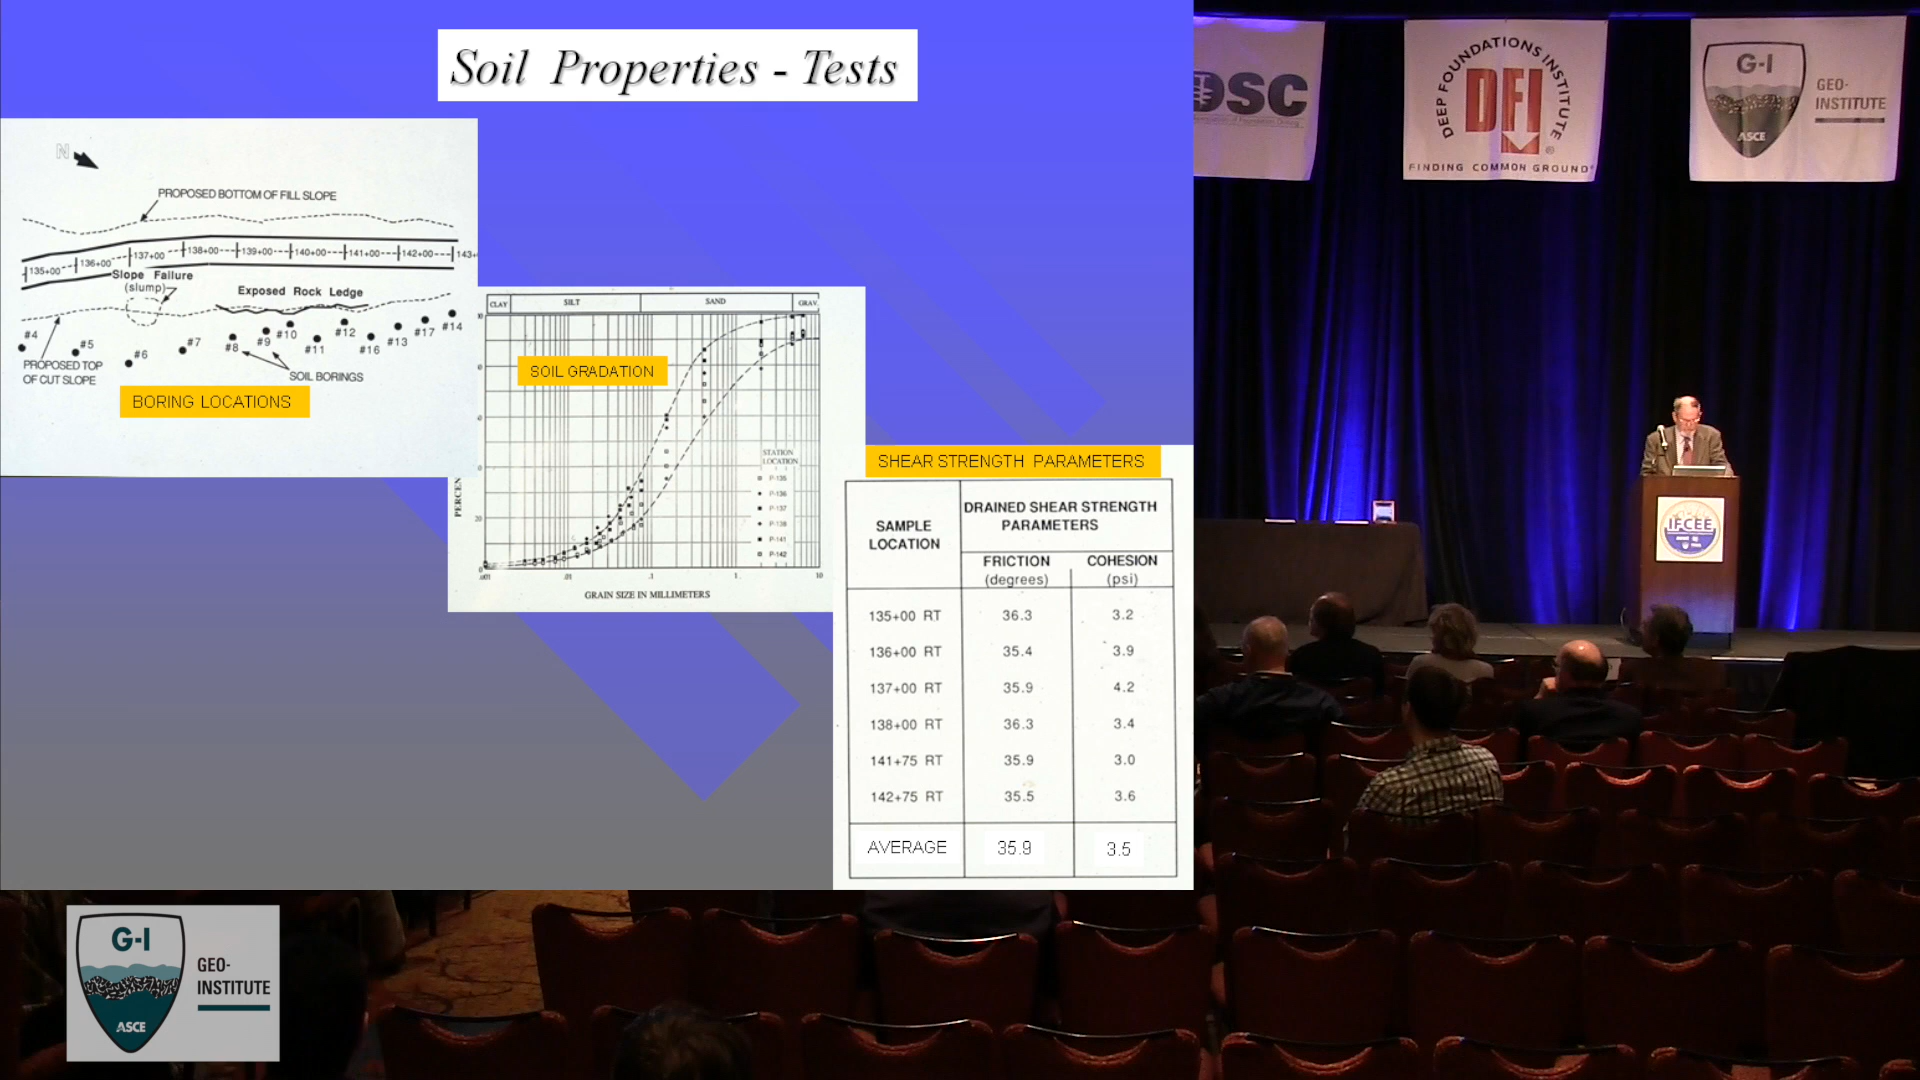 Soil Properties - Tests
N
PROPOSED BOTTOM OF FILL SLOPE
135+00
136+00
137+00
138+00
139+00
140+00
141+00
142+00
143+
Slope Failure
(slump)
Exposed Rock Ledge
#4
#5
#6
#7
#8
#9
#10
#11
#12
#16
#13
#17
#14
PROPOSED TOP
OF CUT SLOPE
SOIL BORINGS
BORING LOCATIONS
CLAY
SILT
SAND
GRAV.
SOIL GRADATION
STATION
LOCATION
P-135
P-136
P-137
P-138
P-141
P-142
PERCEN
20
0
.001
.01
.1
1.
10
GRAIN SIZE IN MILLIMETERS
SHEAR STRENGTH PARAMETERS
SAMPLE
LOCATION
DRAINED SHEAR STRENGTH
PARAMETERS
FRICTION
(degrees)
COHESION
(psi)
135+00 RT 36.3 3.2
136+00 RT 35.4 3.9
137+00 RT 35.9 4.2
138+00 RT 36.3 3.4
141+75 RT 35.9 3.0
142+75 RT 35.5 3.6
AVERAGE 35.9 3.5
DSC
DEEP FOUNDATIONS INSTITUTE
DFI
®
FINDING COMMON GROUND
G-I
ASCE
GEO-
INSTITUTE
IFCEE
G-I
ASCE
GEO-
INSTITUTE